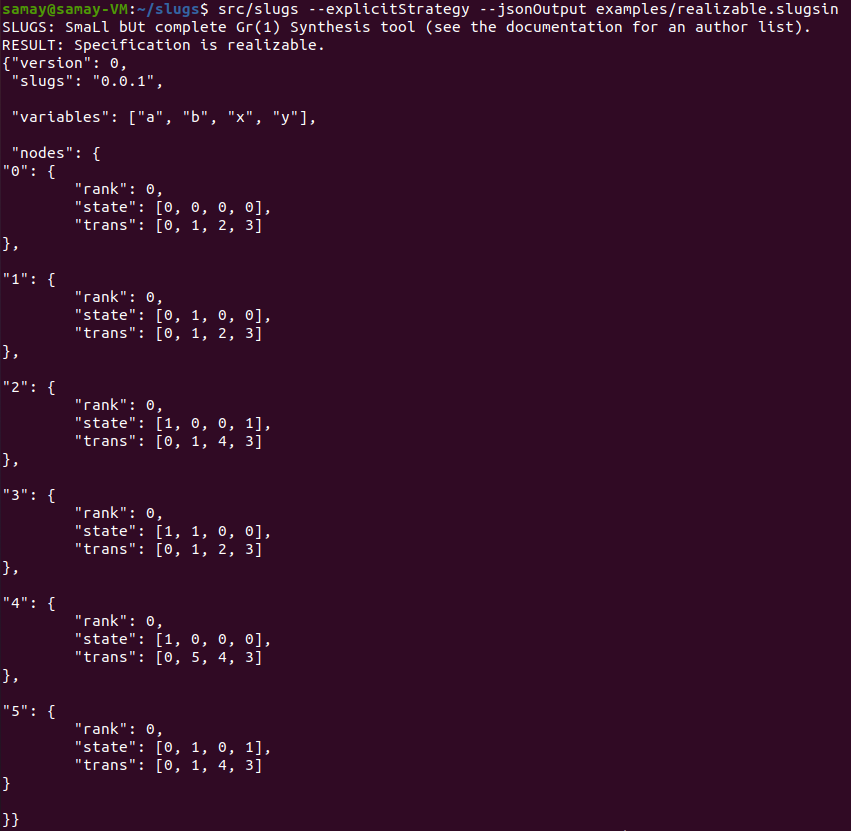 samay@samay-VM:~/slugs$ src/slugs --explicitStrategy --jsonOutput examples/realizable.slugsin
SLUGS: SmaLl bUt complete Gr(1) Synthesis tool (see the documentation for an author list).
RESULT: Specification is realizable.
{"version": 0,
 "slugs": "0.0.1",

 "variables": ["a", "b", "x", "y"],

 "nodes": {
"0": {
        "rank": 0,
        "state": [0, 0, 0, 0],
        "trans": [0, 1, 2, 3]
},

"1": {
        "rank": 0,
        "state": [0, 1, 0, 0],
        "trans": [0, 1, 2, 3]
},

"2": {
        "rank": 0,
        "state": [1, 0, 0, 1],
        "trans": [0, 1, 4, 3]
},

"3": {
        "rank": 0,
        "state": [1, 1, 0, 0],
        "trans": [0, 1, 2, 3]
},

"4": {
        "rank": 0,
        "state": [1, 0, 0, 0],
        "trans": [0, 5, 4, 3]
},

"5": {
        "rank": 0,
        "state": [0, 1, 0, 1],
        "trans": [0, 1, 4, 3]
}

}}